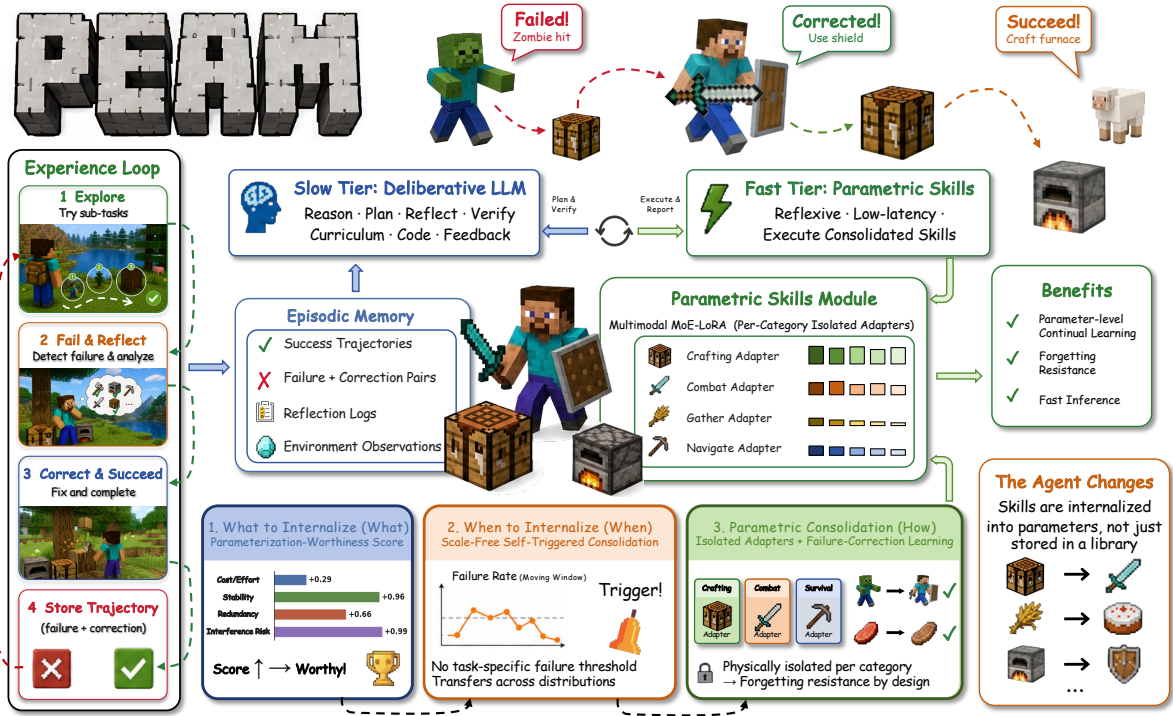 PEAM
Failed!
Zombie hit
Corrected!
Use shield
Succeed!
Craft furnace
Experience Loop
1 Explore
Try sub-tasks
2 Fail & Reflect
Detect failure & analyze
3 Correct & Succeed
Fix and complete
4 Store Trajectory
(failure + correction)
Slow Tier: Deliberative LLM
Reason · Plan · Reflect · Verify
Curriculum · Code · Feedback
Plan &
Verify
Execute &
Report
Fast Tier: Parametric Skills
Reflexive · Low-latency ·
Execute Consolidated Skills
Episodic Memory
Success Trajectories
Failure + Correction Pairs
Reflection Logs
Environment Observations
Parametric Skills Module
Multimodal MoE-LoRA (Per-Category Isolated Adapters)
Crafting Adapter
Combat Adapter
Gather Adapter
Navigate Adapter
Benefits
Parameter-level
Continual Learning
Forgetting
Resistance
Fast Inference
1. What to Internalize (What)
Parameterization-Worthiness Score
Cost/Effort +0.29
Stability +0.96
Redundancy +0.66
Interference Risk +0.99
Score ↑ → Worthy!
2. When to Internalize (When)
Scale-Free Self-Triggered Consolidation
Failure Rate (Moving Window)
Trigger!
No task-specific failure threshold
Transfers across distributions
3. Parametric Consolidation (How)
Isolated Adapters + Failure-Correction Learning
Crafting
Adapter
Combat
Adapter
Survival
Adapter
Physically isolated per category
→ Forgetting resistance by design
The Agent Changes
Skills are internalized
into parameters, not just
stored in a library
...